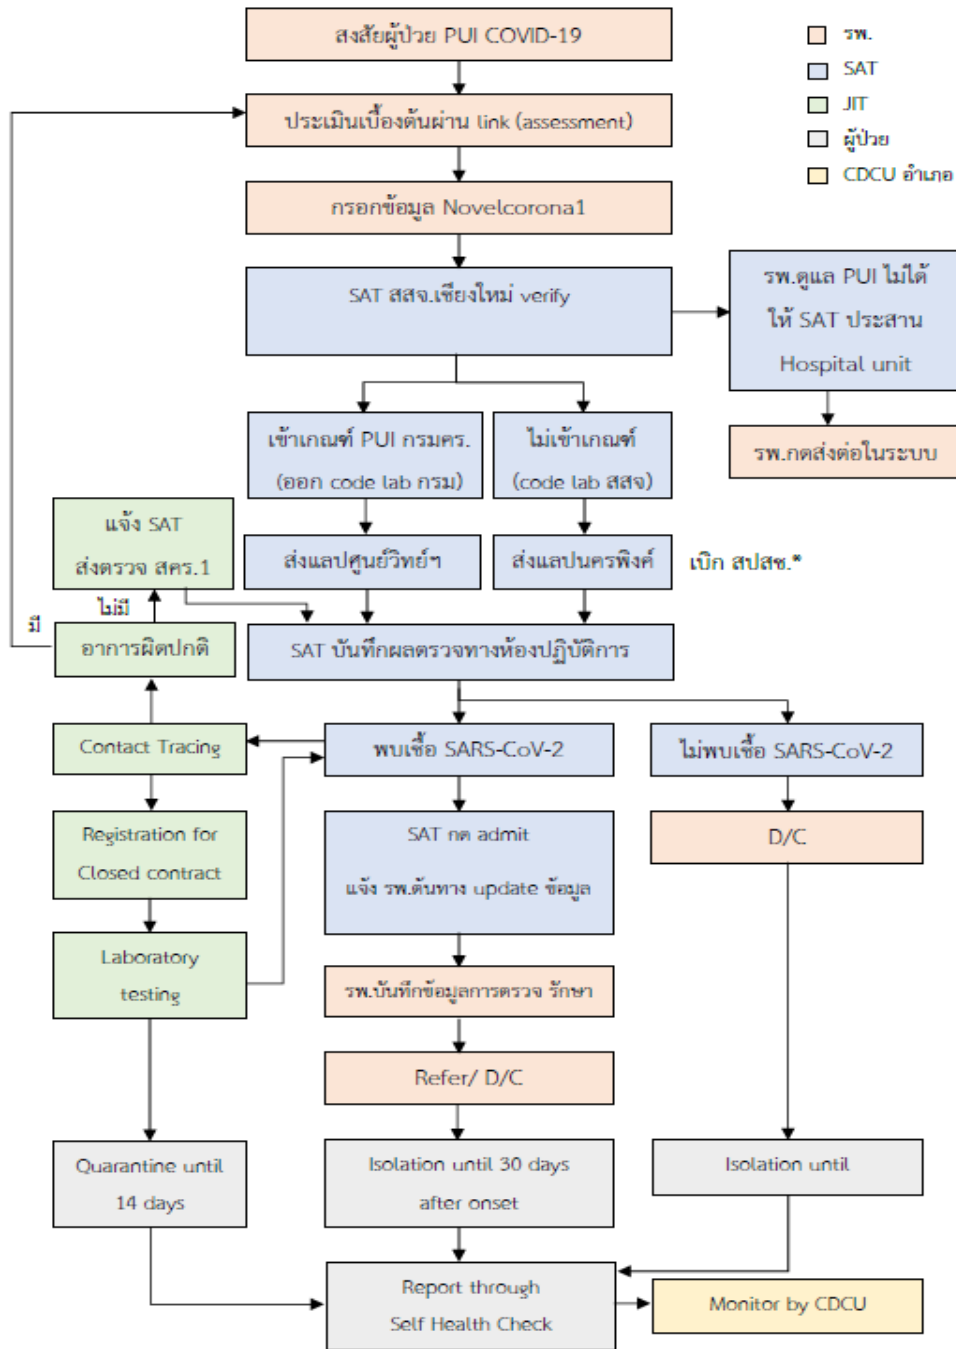 สงสัยผู้ป่วย PUI COVID-19
รพ.
SAT
JIT
ผู้ป่วย
CDCU อำเภอ
ประเมินเบื้องต้นผ่าน link (assessment)
กรอกข้อมูล Novelcorona1
SAT สสจ.เชียงใหม่ verify
รพ.ดูแล PUI ไม่ได้
ให้ SAT ประสาน
Hospital unit
เข้าเกณฑ์ PUI กรมคร.
(ออก code lab กรม)
ไม่เข้าเกณฑ์
(code lab สสจ)
รพ.กดส่งต่อในระบบ
แจ้ง SAT
ส่งตรวจ สคร.1
ส่งแลปศูนย์วิทย์ฯ
ส่งแลปนครพิงค์
เบิก สปสช.*
ไม่มี
มี
อาการผิดปกติ
SAT บันทึกผลตรวจทางห้องปฏิบัติการ
Contact Tracing
พบเชื้อ SARS-CoV-2
ไม่พบเชื้อ SARS-CoV-2
Registration for
Closed contract
SAT กด admit
แจ้ง รพ.ต้นทาง update ข้อมูล
D/C
Laboratory
testing
รพ.บันทึกข้อมูลการตรวจ รักษา
Refer/ D/C
Quarantine until
14 days
Isolation until 30 days
after onset
Isolation until
Report through
Self Health Check
Monitor by CDCU